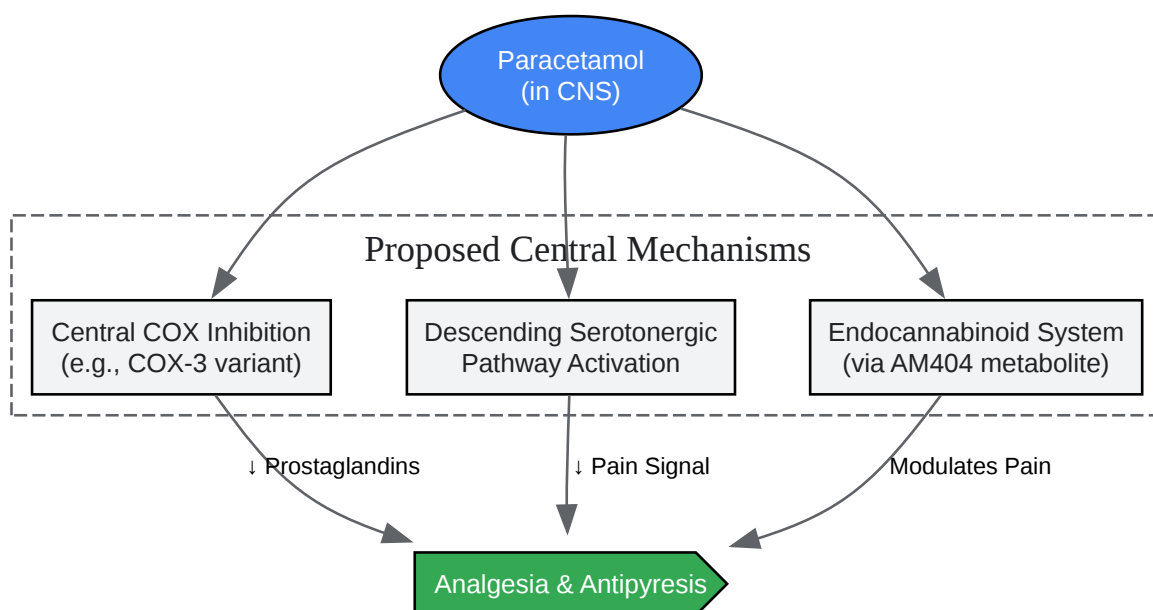 Paracetamol
(in CNS)
Proposed Central Mechanisms
Central COX Inhibition
(e.g., COX-3 variant)
Descending Serotonergic
Pathway Activation
Endocannabinoid System
(via AM404 metabolite)
↓ Prostaglandins
↓ Pain Signal
Modulates Pain
Analgesia & Antipyresis